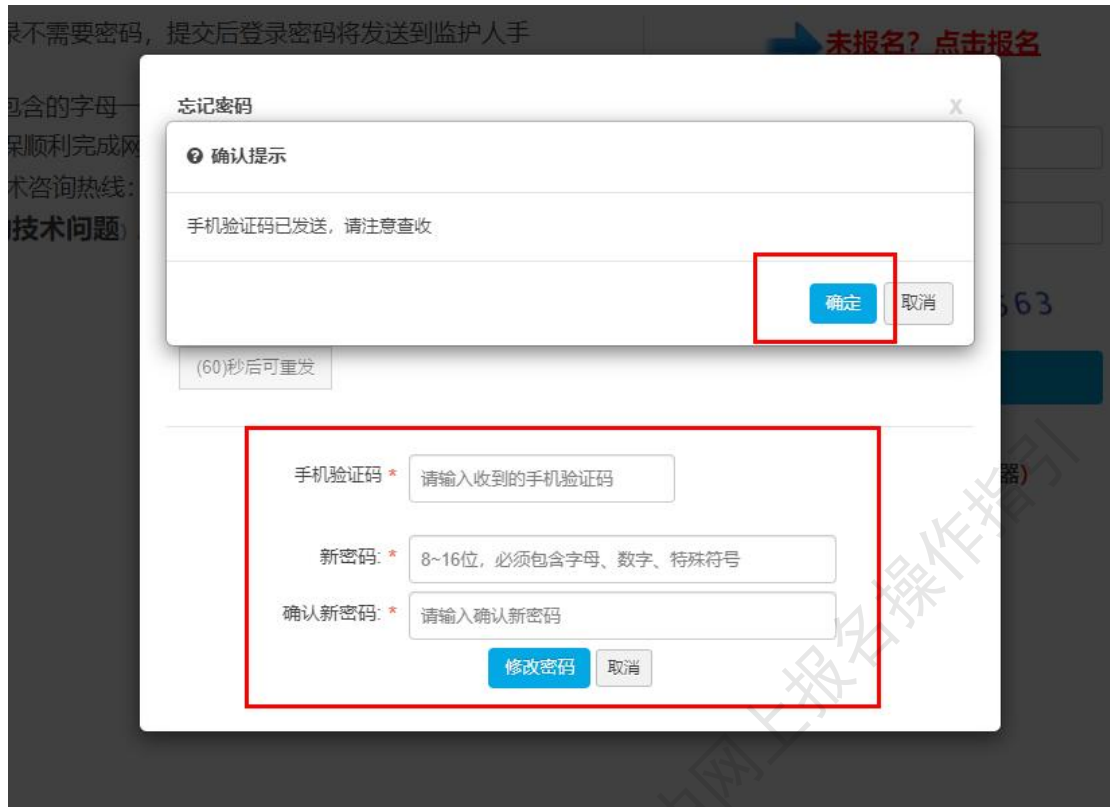 录不需要密码，提交后登录密码将发送到监护人手
未报名？点击报名
包含的字母一
保顺利完成网
术咨询热线：
的技术问题）
忘记密码
X
确认提示
手机验证码已发送，请注意查收
确定
取消
563
(60)秒后可重发
器)
手机验证码 *
请输入收到的手机验证码
新密码: *
8~16位，必须包含字母、数字、特殊符号
确认新密码: *
请输入确认新密码
修改密码
取消
网上报名操作指引